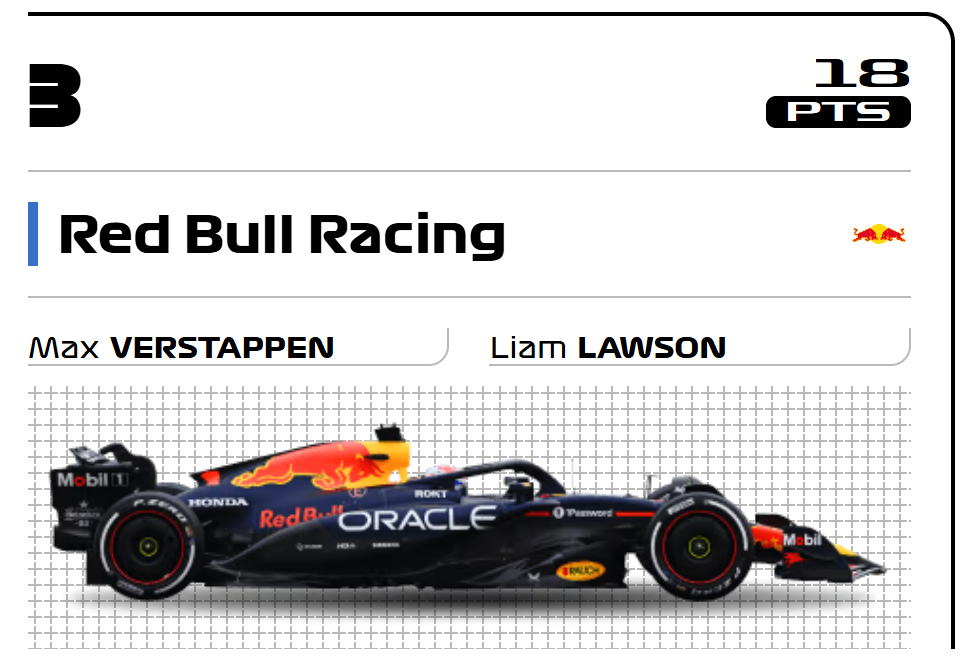 3
18
PTS
Red Bull Racing
Max VERSTAPPEN
Liam LAWSON
Mobil 1
P ZERO
HONDA
Red Bull
ORACLE
ROKT
1Password
RAUCH
Mobil